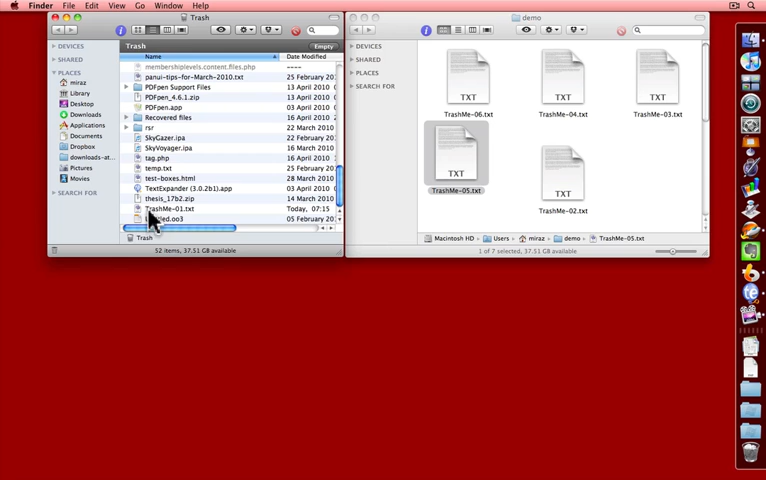 Finder File Edit View Go Window Help
Trash
Trash Empty
Name Date Modified
DEVICES
SHARED
PLACES
miraz
Library
Desktop
Downloads
Applications
Documents
Dropbox
downloads-at...
Pictures
Movies
SEARCH FOR
membershiplevels.content.files.php ----
panui-tips-for-March-2010.txt 25 February 20
PDFpen Support Files 13 April 2010
PDFpen_4.6.1.zip 13 April 2010
PDFpen.app 13 April 2010
Recovered files 16 April 2010
rsr 22 March 2010
SkyGazer.ipa 22 February 20
SkyVoyager.ipa 16 March 2010
tag.php 16 April 2010
temp.txt 25 February 20
test-boxes.html 28 March 2010
TextExpander (3.0.2b1).app 03 April 2010
thesis_17b2.zip 14 March 2010
TrashMe-01.txt Today, 07:15
05 February 20
Trash
52 items, 37.51 GB available
demo
DEVICES
SHARED
PLACES
SEARCH FOR
TXT TXT TXT
TrashMe-06.txt TrashMe-04.txt TrashMe-03.txt
TXT TXT
TrashMe-05.txt
TrashMe-02.txt
Macintosh HD Users miraz demo TrashMe-05.txt
1 of 7 selected, 37.51 GB available